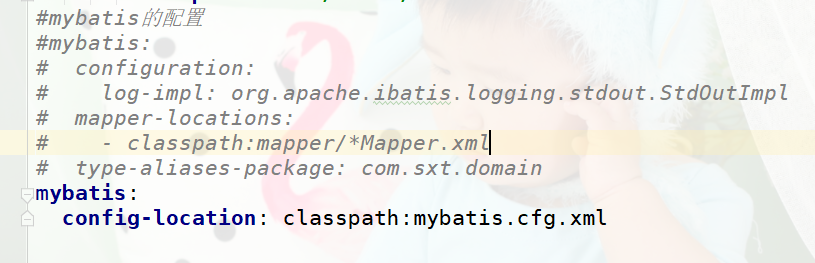 #mybatis的配置
#mybatis:
#  configuration:
#    log-impl: org.apache.ibatis.logging.stdout.StdOutImpl
#  mapper-locations:
#    - classpath:mapper/*Mapper.xml
#  type-aliases-package: com.sxt.domain
mybatis:
  config-location: classpath:mybatis.cfg.xml